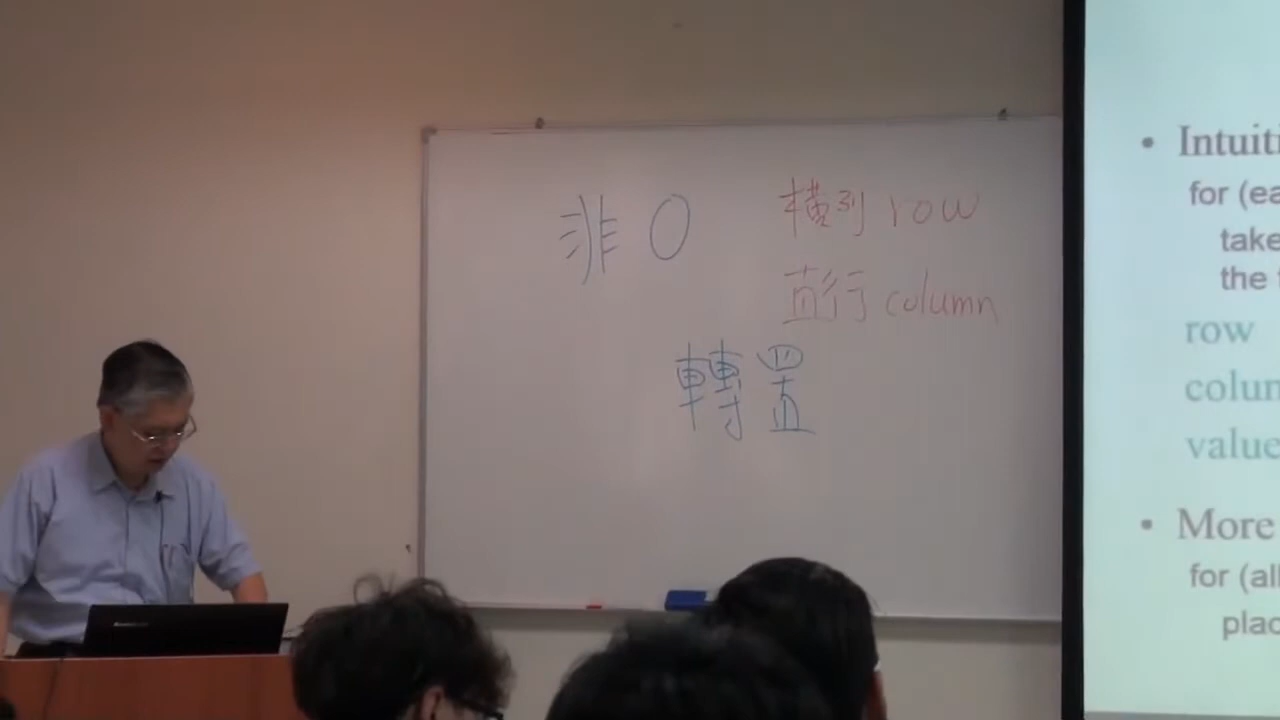 非 0
橫列 row
直行 column
轉置
• Intuiti
for (ea
take
the
row
colum
value
• More
for (all
plac